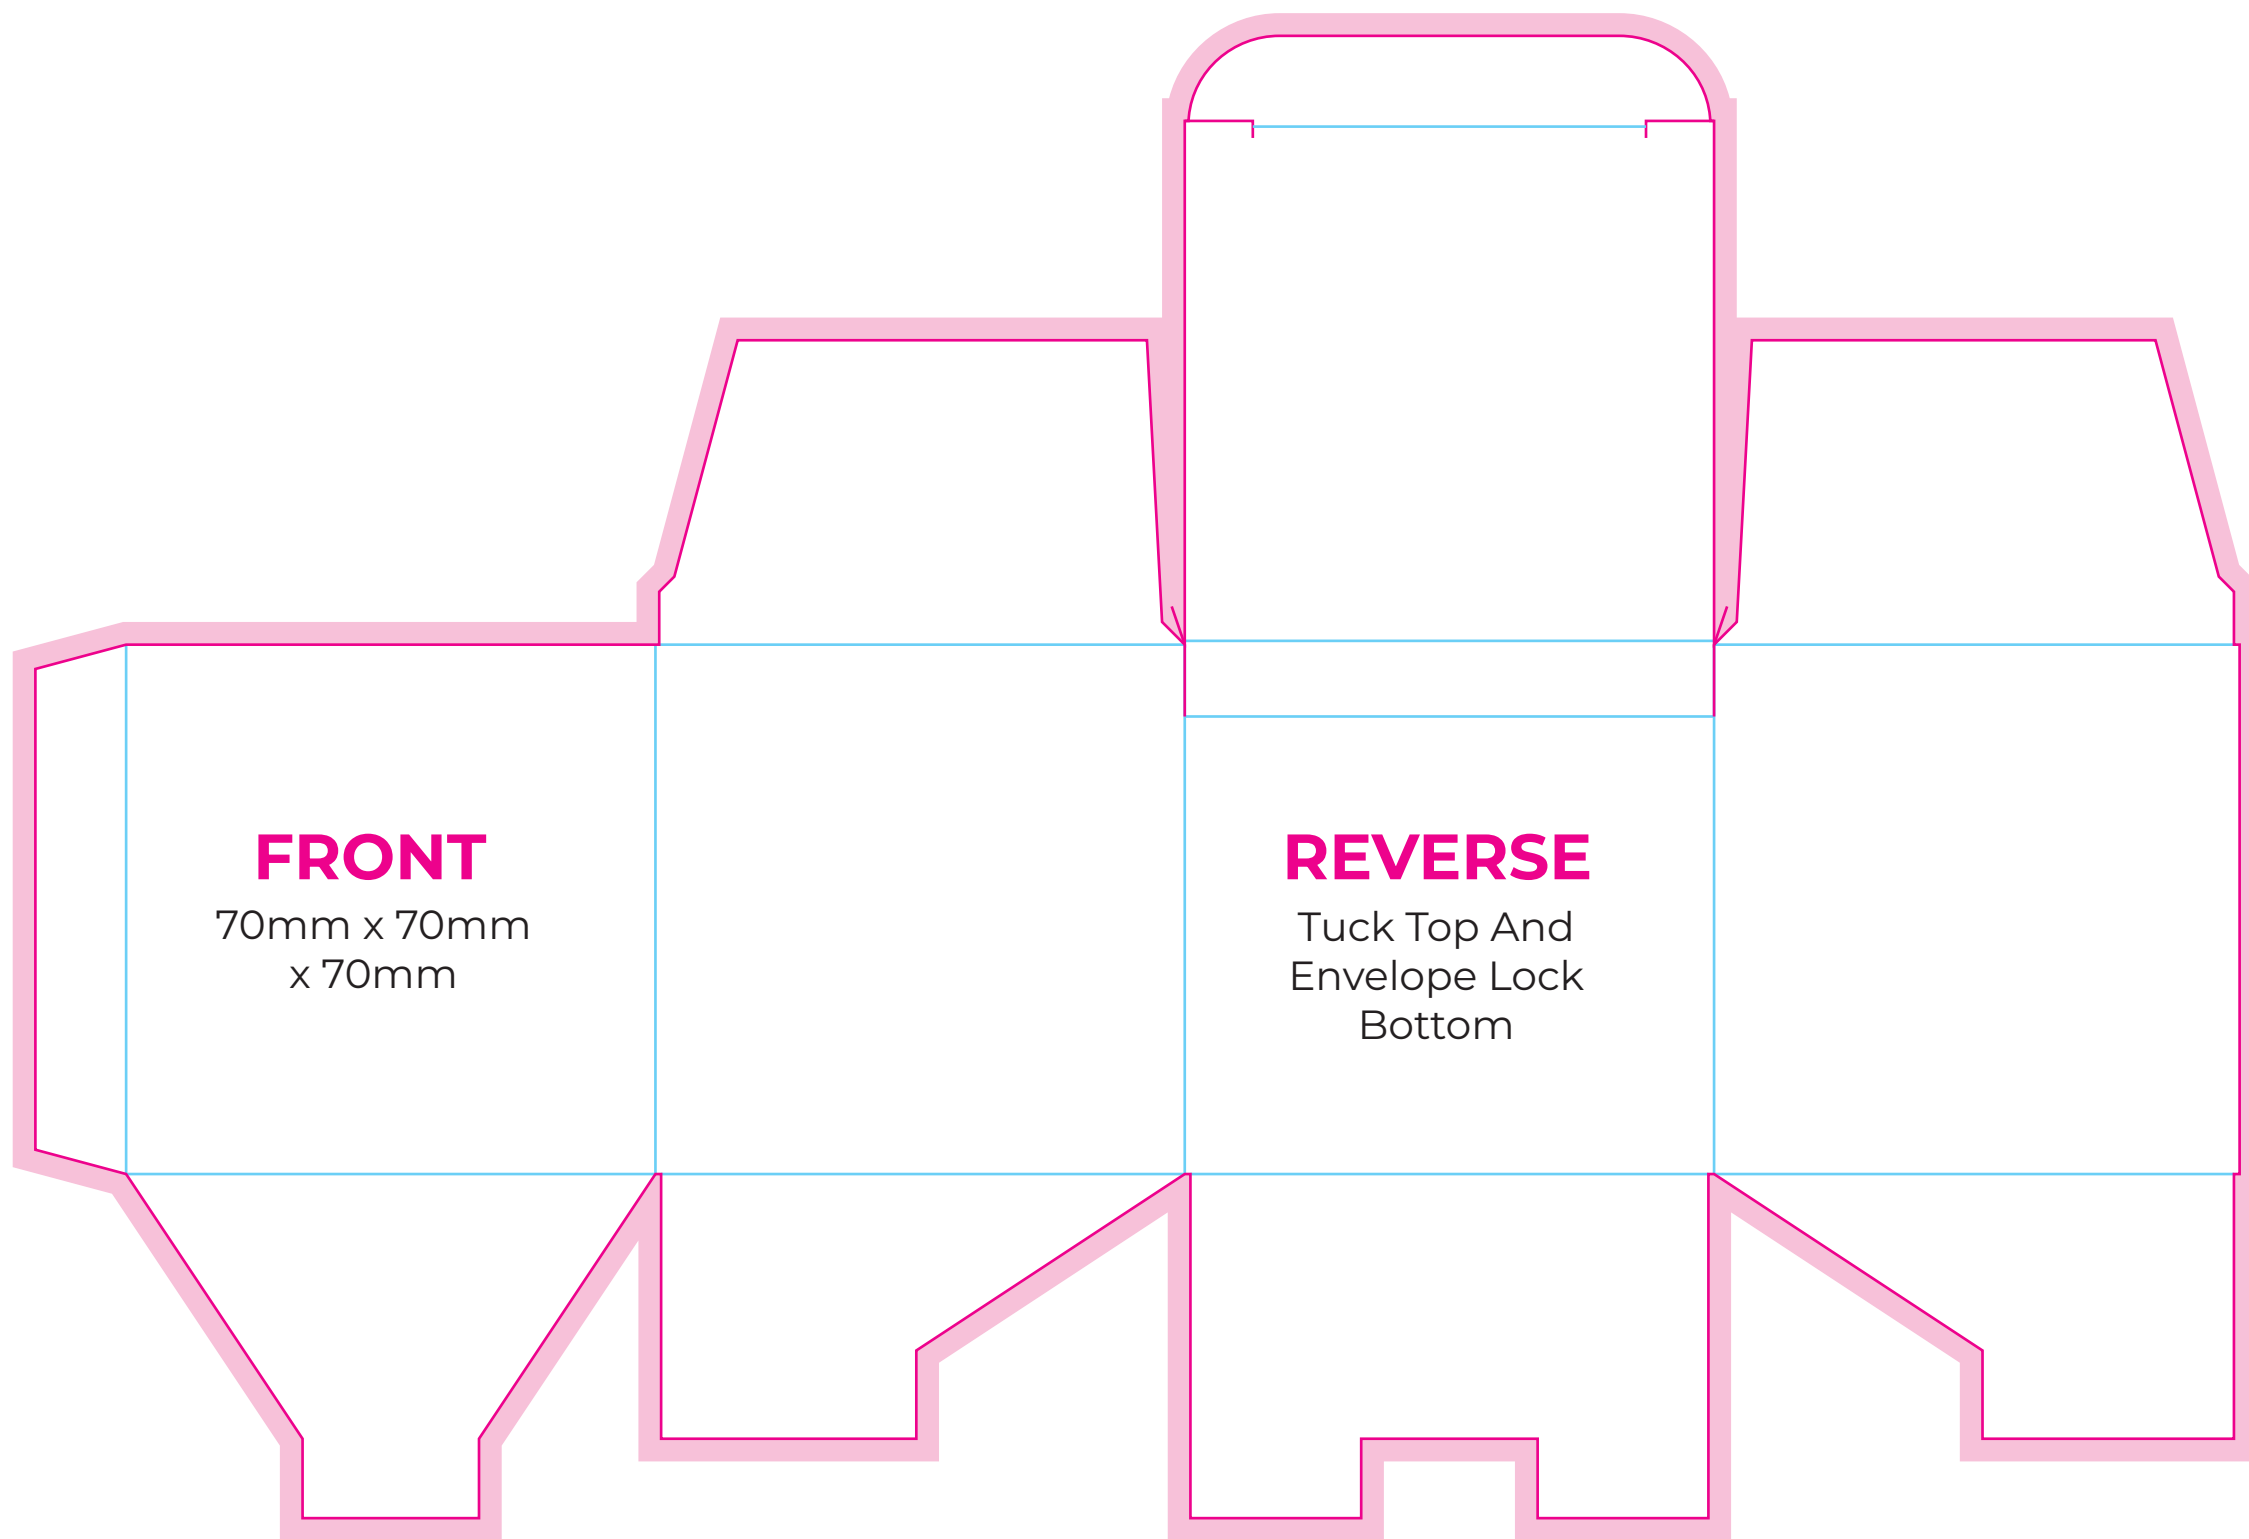 FRONT
70mm x 70mm
x 70mm
REVERSE
Tuck Top And
Envelope Lock
Bottom